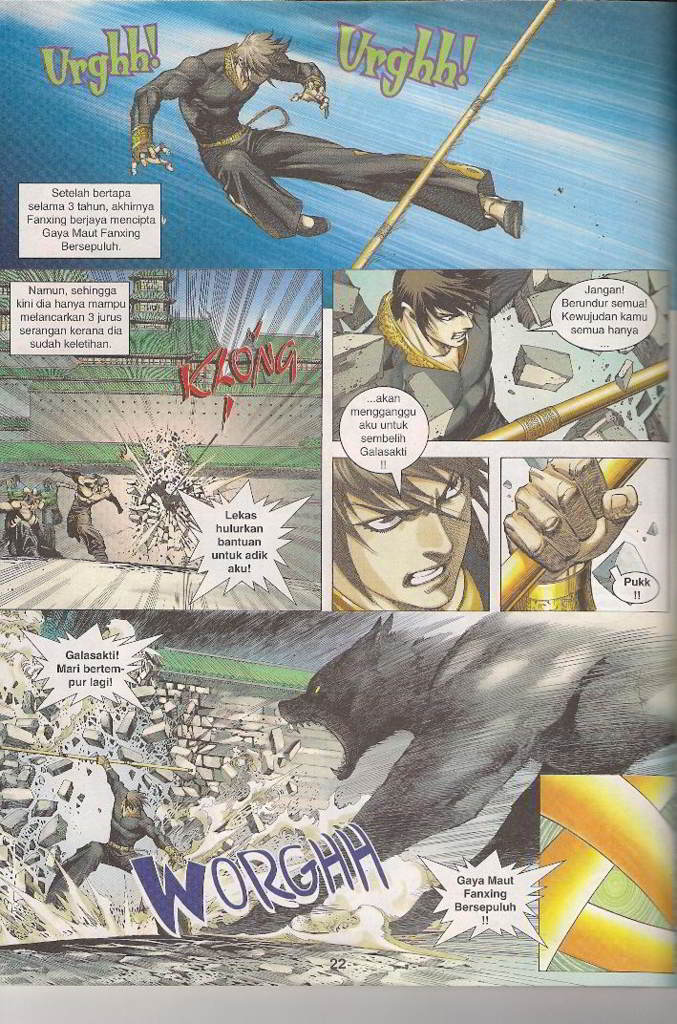 Urghh!
Urghh!
Setelah bertapa
selama 3 tahun, akhirnya
Fanxing berjaya mencipta
Gaya Maut Fanxing
Bersepuluh.
Namun, sehingga
kini dia hanya mampu
melancarkan 3 jurus
serangan kerana dia
sudah keletihan.
KLONG
Lekas
hulurkan
bantuan
untuk adik
aku!
Jangan!
Berundur semua!
Kewujudan kamu
semua hanya
...
...akan
mengganggu
aku untuk
sembelih
Galasakti
!!
Pukk
!!
Galasakti!
Mari bertem-
pur lagi!
WORGHH
Gaya Maut
Fanxing
Bersepuluh
!!
22